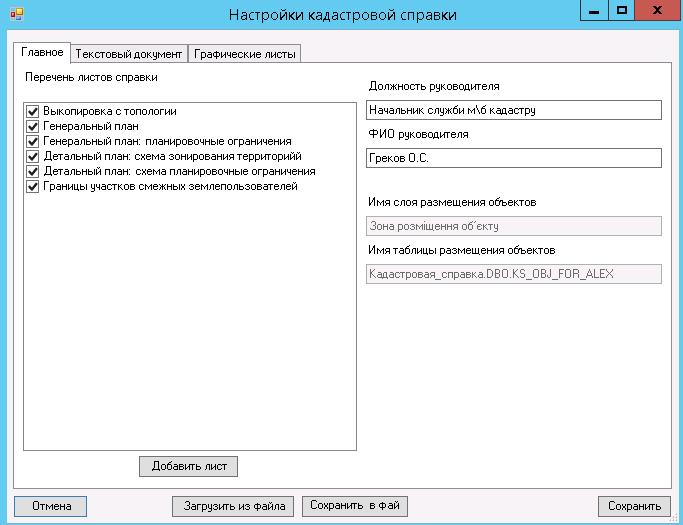 Настройки кадастровой справки
Главное
Текстовый документ
Графические листы
Перечень листов справки
Выкопировка с топологии
Генеральный план
Генеральный план: планировочные ограничения
Детальный план: схема зонирования территорийй
Детальный план: схема планировочные ограничения
Границы участков смежных землепользователей
Добавить лист
Должность руководителя
Начальник служби м\б кадастру
ФИО руководителя
Греков О.С.
Имя слоя размещения объектов
Зона розміщення об'єкту
Имя таблицы размещения объектов
Кадастровая_справка.DBO.KS_OBJ_FOR_ALEX
Отмена
Загрузить из файла
Сохранить в фай
Сохранить